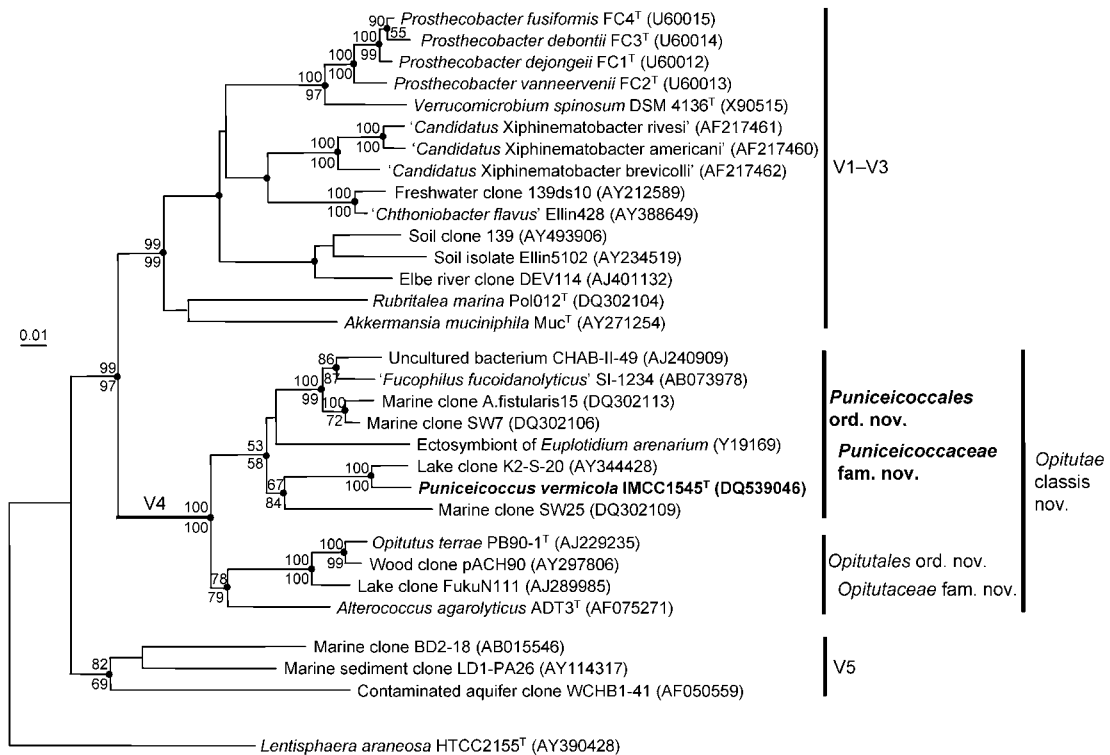 90
Prosthecobacter fusiformis FC4ᵀ (U60015)
55
Prosthecobacter debontii FC3ᵀ (U60014)
100
99
Prosthecobacter dejongeii FC1ᵀ (U60012)
100
100
Prosthecobacter vanneervenii FC2ᵀ (U60013)
100
97
Verrucomicrobium spinosum DSM 4136ᵀ (X90515)
100
100
'Candidatus Xiphinematobacter rivesi' (AF217461)
'Candidatus Xiphinematobacter americani' (AF217460)
100
100
'Candidatus Xiphinematobacter brevicolli' (AF217462)
V1–V3
100
100
Freshwater clone 139ds10 (AY212589)
'Chthoniobacter flavus' Ellin428 (AY388649)
Soil clone 139 (AY493906)
99
99
Soil isolate Ellin5102 (AY234519)
Elbe river clone DEV114 (AJ401132)
Rubritalea marina Pol012ᵀ (DQ302104)
Akkermansia muciniphila Mucᵀ (AY271254)
0.01
99
97
86
87
Uncultured bacterium CHAB-II-49 (AJ240909)
'Fucophilus fucoidanolyticus' SI-1234 (AB073978)
100
99
100
72
Marine clone A.fistularis15 (DQ302113)
Marine clone SW7 (DQ302106)
Puniceicoccales
ord. nov.
53
58
Ectosymbiont of Euplotidium arenarium (Y19169)
Puniceicoccaceae
fam. nov.
100
100
Lake clone K2-S-20 (AY344428)
Puniceicoccus vermicola IMCC1545ᵀ (DQ539046)
67
84
Marine clone SW25 (DQ302109)
Opitutae
classis
nov.
V4
100
100
100
99
Opitutus terrae PB90-1ᵀ (AJ229235)
Wood clone pACH90 (AY297806)
100
100
Lake clone FukuN111 (AJ289985)
78
79
Alterococcus agarolyticus ADT3ᵀ (AF075271)
Opitutales ord. nov.
Opitutaceae fam. nov.
Marine clone BD2-18 (AB015546)
82
69
Marine sediment clone LD1-PA26 (AY114317)
Contaminated aquifer clone WCHB1-41 (AF050559)
V5
Lentisphaera araneosa HTCC2155ᵀ (AY390428)